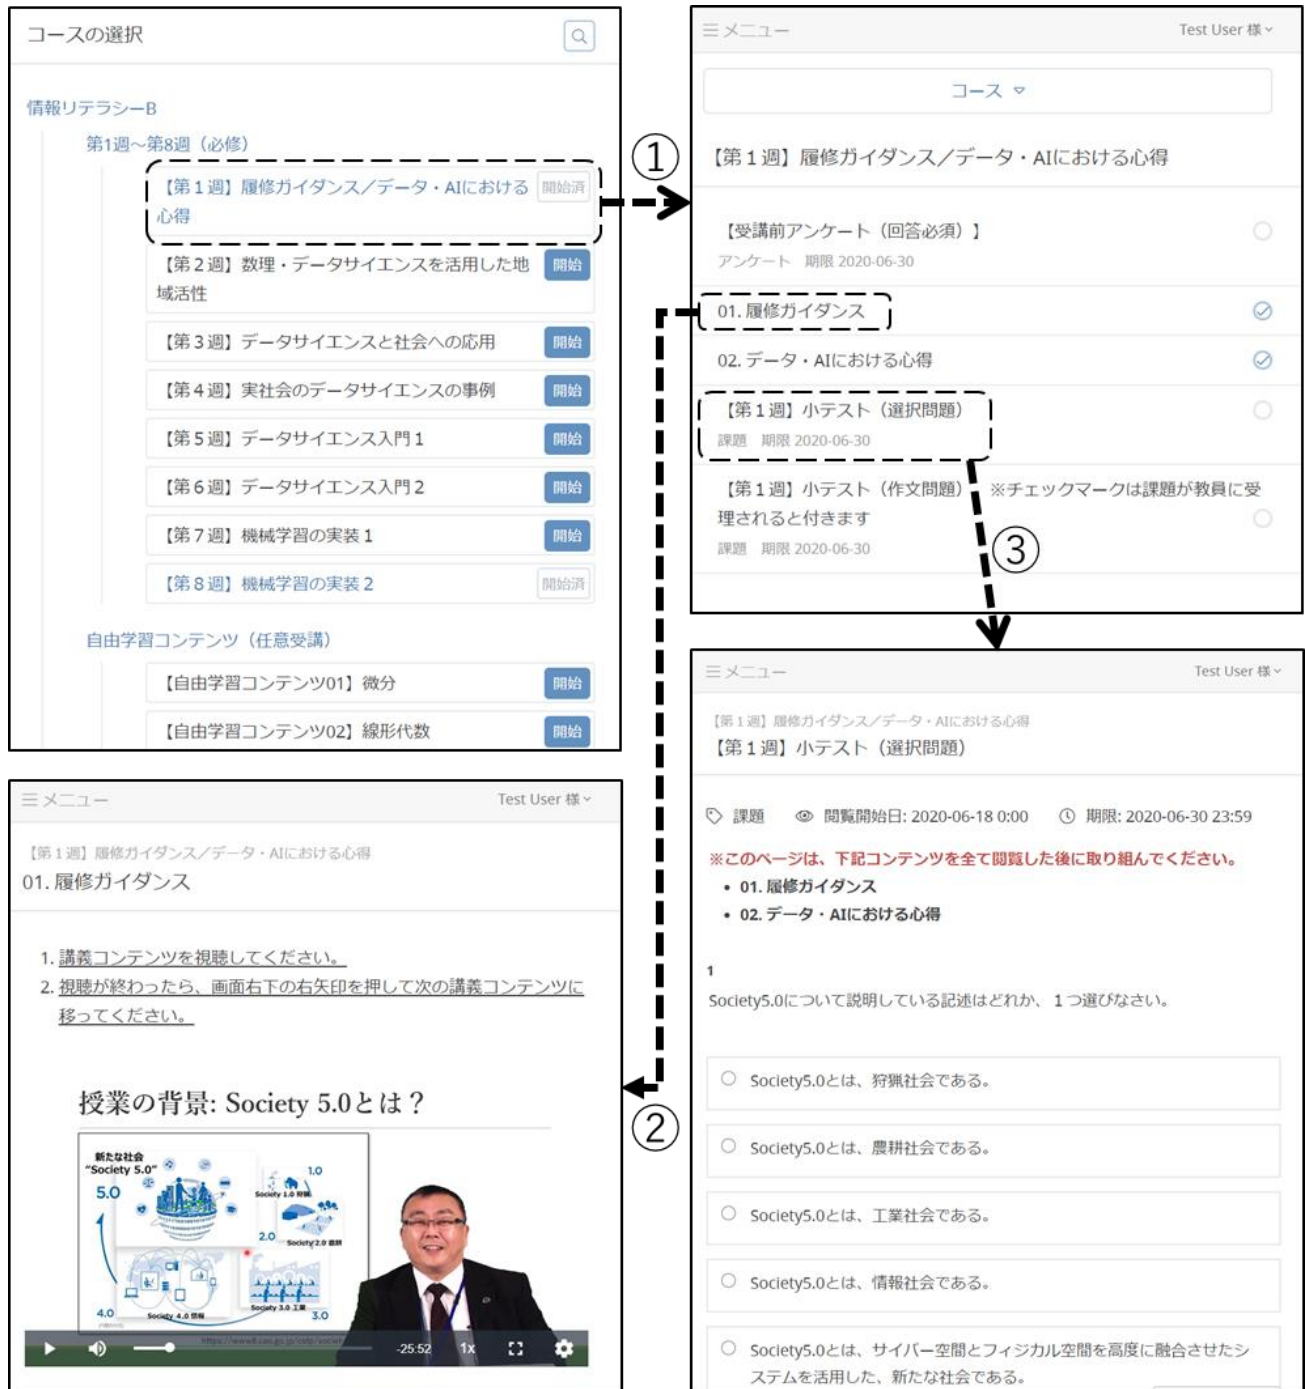 コースの選択
情報リテラシーB
第1週～第8週（必修）
【第１週】履修ガイダンス／データ・AIにおける
心得
開始済
【第２週】数理・データサイエンスを活用した地
域活性
開始
【第３週】データサイエンスと社会への応用
開始
【第４週】実社会のデータサイエンスの事例
開始
【第５週】データサイエンス入門１
開始
【第６週】データサイエンス入門２
開始
【第７週】機械学習の実装１
開始
【第８週】機械学習の実装２
開始済
自由学習コンテンツ（任意受講）
【自由学習コンテンツ01】微分
開始
【自由学習コンテンツ02】線形代数
開始
①
メニュー
Test User 様
コース
【第１週】履修ガイダンス／データ・AIにおける心得
【受講前アンケート（回答必須）】
アンケート 期限 2020-06-30
01. 履修ガイダンス
02. データ・AIにおける心得
【第１週】小テスト（選択問題）
課題 期限 2020-06-30
【第１週】小テスト（作文問題） ※チェックマークは課題が教員に受
理されると付きます
課題 期限 2020-06-30
③
②
メニュー
Test User 様
【第１週】履修ガイダンス／データ・AIにおける心得
01. 履修ガイダンス
1. 講義コンテンツを視聴してください。
2. 視聴が終わったら、画面右下の右矢印を押して次の講義コンテンツに
移ってください。
授業の背景: Society 5.0とは？
新たな社会
"Society 5.0"
5.0
1.0
Society 1.0 狩猟
2.0
Society 2.0 農耕
4.0
Society 4.0 情報
Society 3.0 工業
3.0
-25:52
1x
メニュー
Test User 様
【第１週】履修ガイダンス／データ・AIにおける心得
【第１週】小テスト（選択問題）
課題 閲覧開始日: 2020-06-18 0:00 期限: 2020-06-30 23:59
※このページは、下記コンテンツを全て閲覧した後に取り組んでください。
• 01. 履修ガイダンス
• 02. データ・AIにおける心得
1
Society5.0について説明している記述はどれか、１つ選びなさい。
Society5.0とは、狩猟社会である。
Society5.0とは、農耕社会である。
Society5.0とは、工業社会である。
Society5.0とは、情報社会である。
Society5.0とは、サイバー空間とフィジカル空間を高度に融合させたシ
ステムを活用した、新たな社会である。